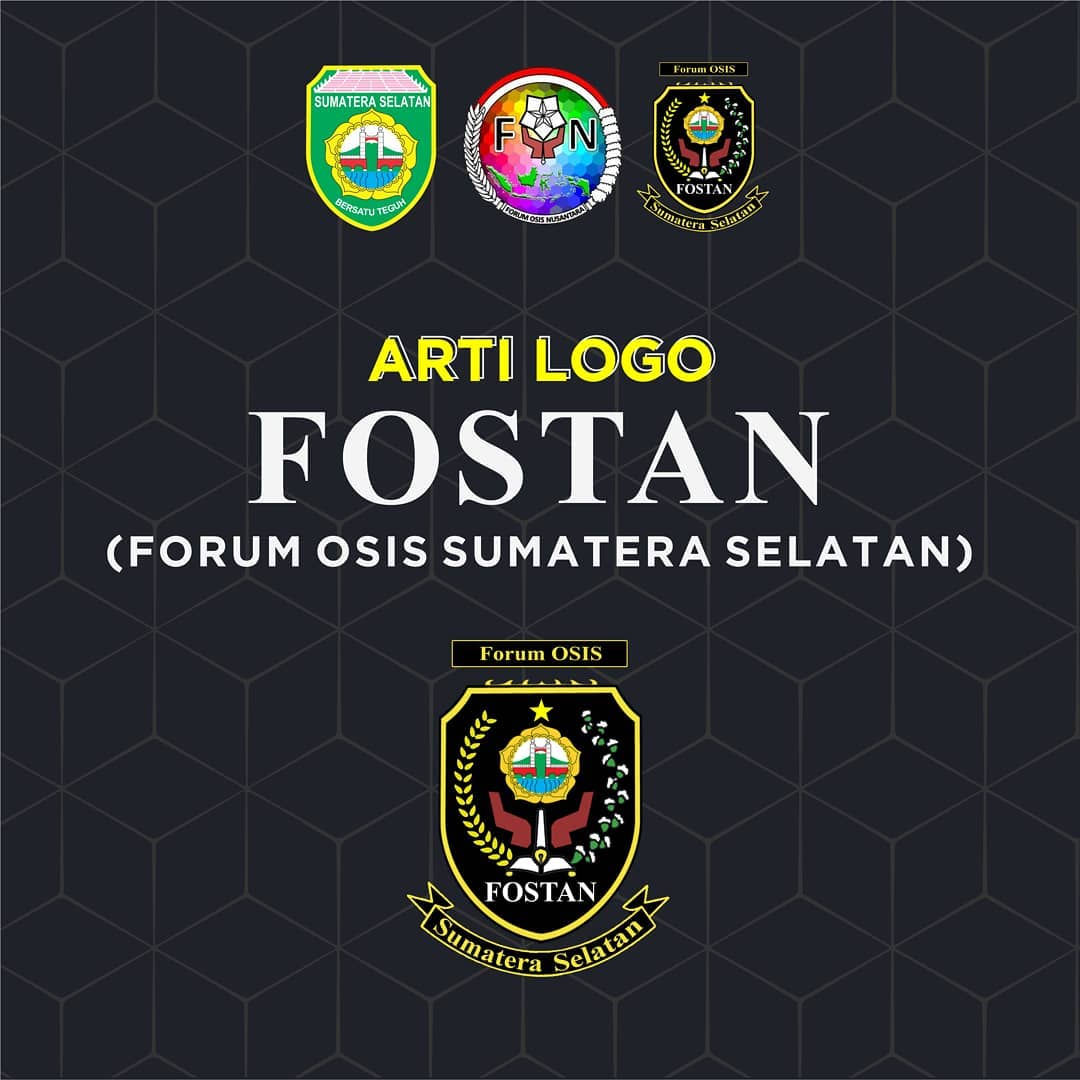 SUMATERA SELATAN
BERSATU TEGUH
F N
FORUM OSIS NUSANTARA
Forum OSIS
FOSTAN
Sumatera Selatan
ARTI LOGO
FOSTAN
(FORUM OSIS SUMATERA SELATAN)
Forum OSIS
FOSTAN
Sumatera Selatan